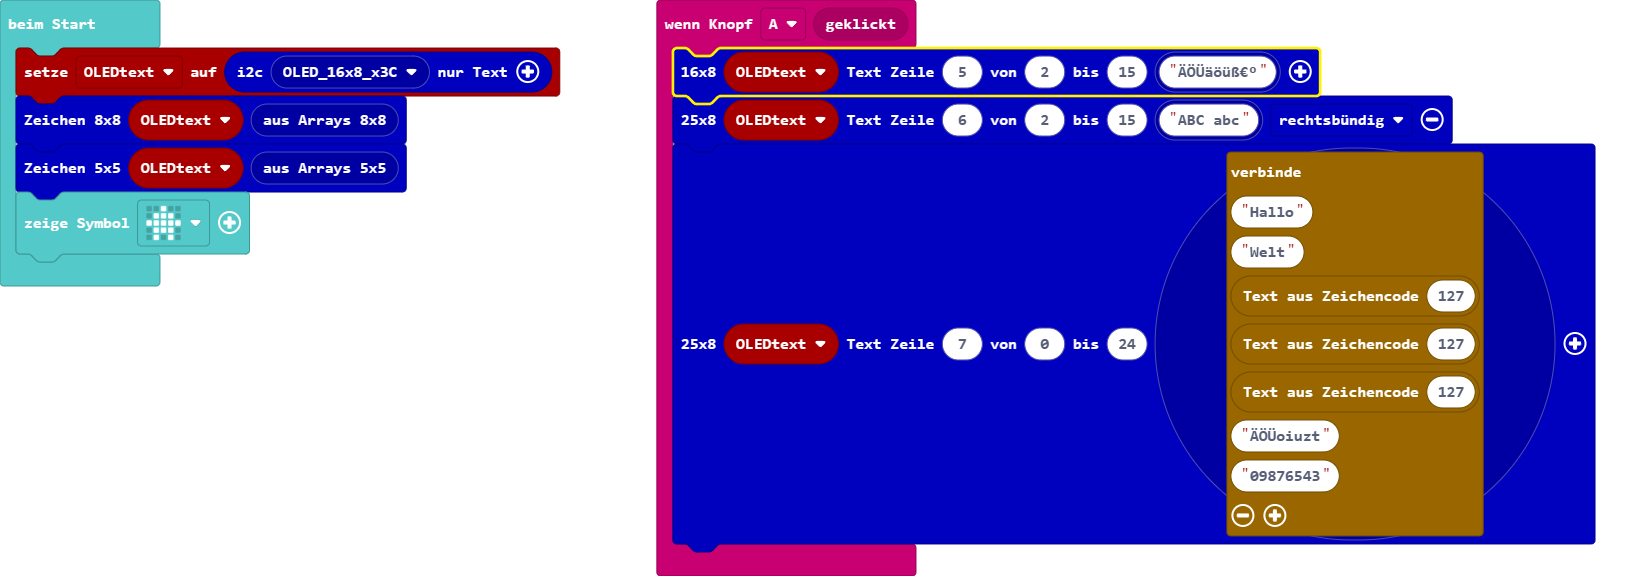 beim Start
setze OLEDtext auf i2c OLED_16x8_x3C nur Text
Zeichen 8x8 OLEDtext aus Arrays 8x8
Zeichen 5x5 OLEDtext aus Arrays 5x5
zeige Symbol
wenn Knopf A geklickt
16x8 OLEDtext Text Zeile 5 von 2 bis 15 "ÄÖÜäöüß€º"
25x8 OLEDtext Text Zeile 6 von 2 bis 15 "ABC abc" rechtsbündig
25x8 OLEDtext Text Zeile 7 von 0 bis 24
verbinde
"Hallo"
"Welt"
Text aus Zeichencode 127
Text aus Zeichencode 127
Text aus Zeichencode 127
"ÄÖÜoiuzt"
"09876543"